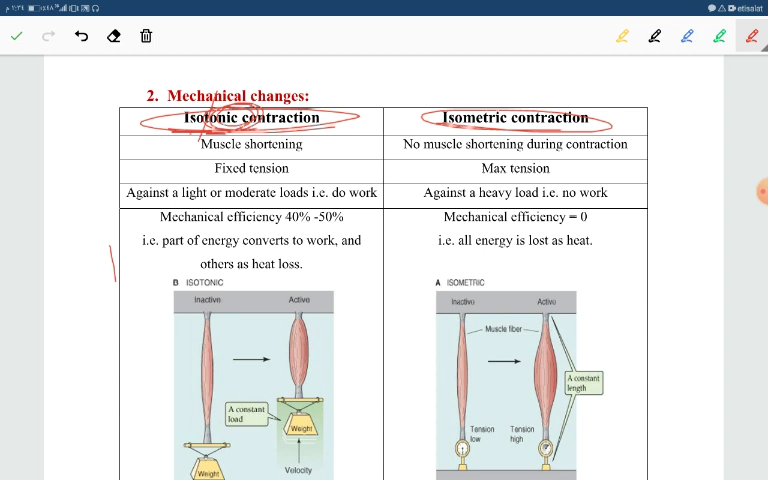 etisalat
2. Mechanical changes:
Isotonic contraction
Isometric contraction
Muscle shortening
No muscle shortening during contraction
Fixed tension
Max tension
Against a light or moderate loads i.e. do work
Against a heavy load i.e. no work
Mechanical efficiency 40% -50%
i.e. part of energy converts to work, and
others as heat loss.
Mechanical efficiency = 0
i.e. all energy is lost as heat.
B ISOTONIC
Inactive
Active
A constant
load
Weight
Weight
Velocity
A ISOMETRIC
Inactive
Active
Muscle fiber
A constant
length
Tension
low
Tension
high